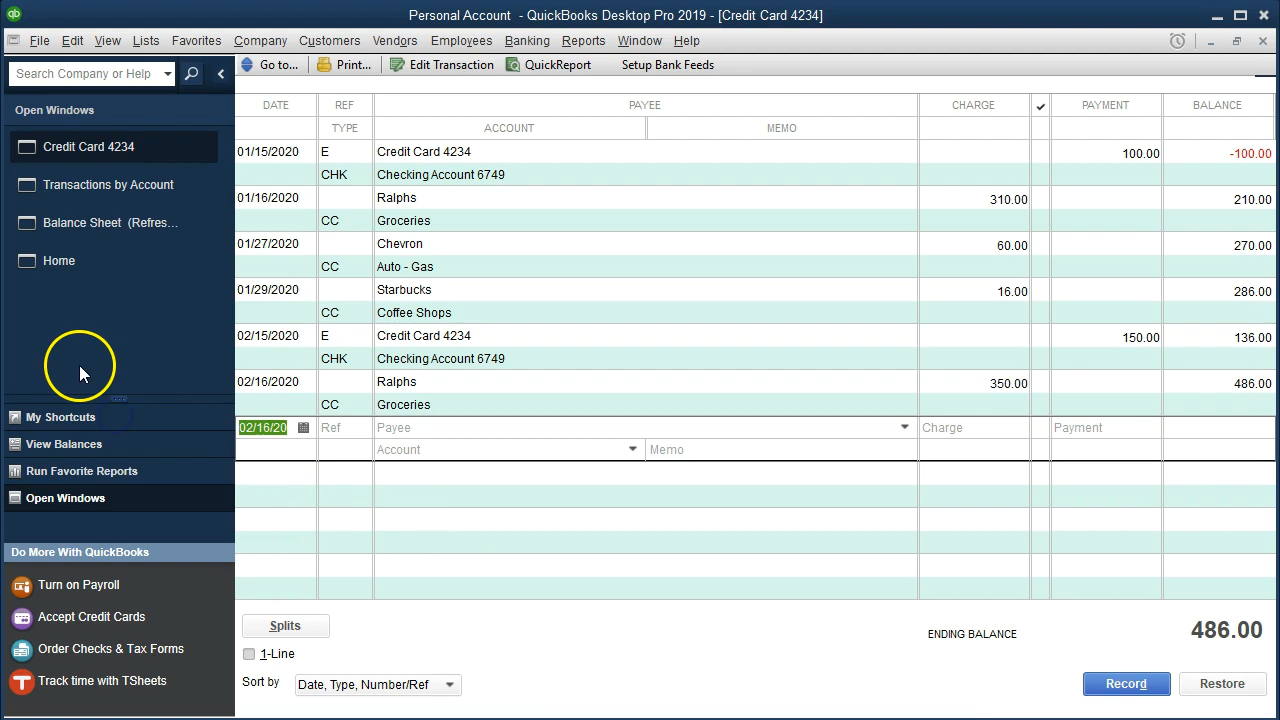 Personal Account - QuickBooks Desktop Pro 2019 - [Credit Card 4234]
File Edit View Lists Favorites Company Customers Vendors Employees Banking Reports Window Help
Search Company or Help
Go to... Print... Edit Transaction QuickReport Setup Bank Feeds
Open Windows
Credit Card 4234
Transactions by Account
Balance Sheet (Refres...
Home
My Shortcuts
View Balances
Run Favorite Reports
Open Windows
Do More With QuickBooks
Turn on Payroll
Accept Credit Cards
Order Checks & Tax Forms
Track time with TSheets
DATE REF PAYEE CHARGE ✓ PAYMENT BALANCE
TYPE ACCOUNT MEMO
01/15/2020 E Credit Card 4234 100.00 -100.00
CHK Checking Account 6749
01/16/2020 Ralphs 310.00 210.00
CC Groceries
01/27/2020 Chevron 60.00 270.00
CC Auto - Gas
01/29/2020 Starbucks 16.00 286.00
CC Coffee Shops
02/15/2020 E Credit Card 4234 150.00 136.00
CHK Checking Account 6749
02/16/2020 Ralphs 350.00 486.00
CC Groceries
02/16/20 Ref Payee Charge Payment
Account Memo
Splits
ENDING BALANCE 486.00
1-Line
Sort by Date, Type, Number/Ref
Record Restore